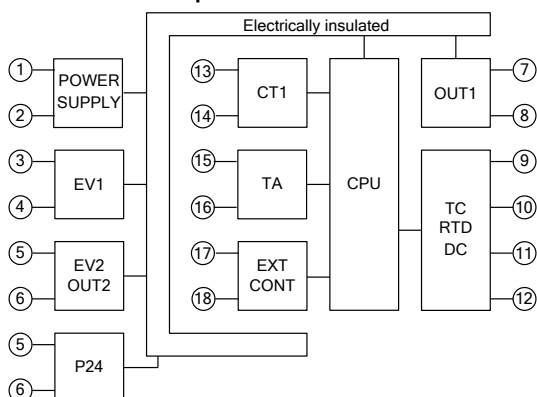 Electrically insulated
1
POWER
SUPPLY
2
3
EV1
4
5
EV2
OUT2
6
5
P24
6
13
CT1
14
15
TA
16
17
EXT
CONT
18
CPU
7
OUT1
8
9
TC
RTD
DC
10
11
12